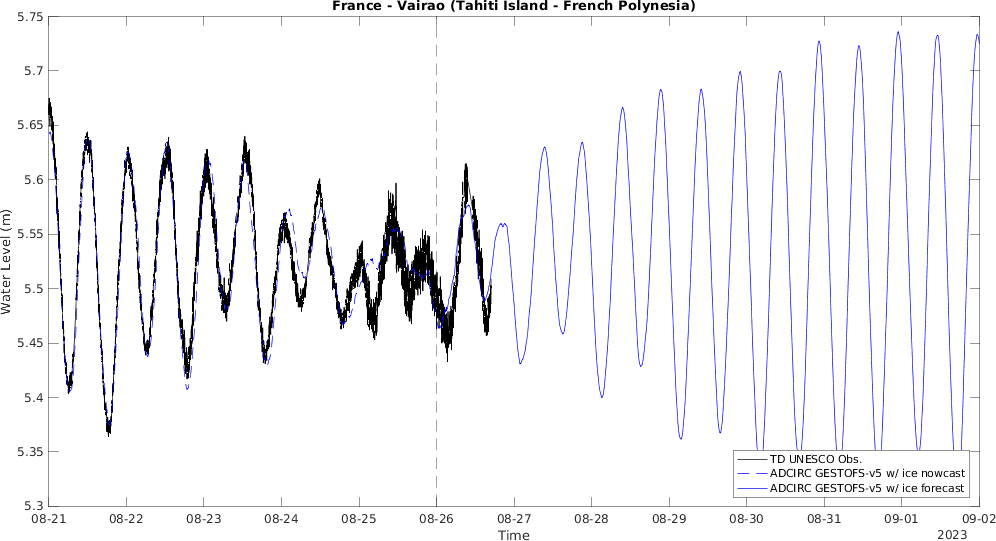 France - Vairao (Tahiti Island - French Polynesia)
5.75
5.7
5.65
5.6
5.55
5.5
5.45
5.4
5.35
5.3
Water Level (m)
TD UNESCO Obs.
ADCIRC GESTOFS-v5 w/ ice nowcast
ADCIRC GESTOFS-v5 w/ ice forecast
08-21 08-22 08-23 08-24 08-25 08-26 08-27 08-28 08-29 08-30 08-31 09-01 09-02
Time
2023